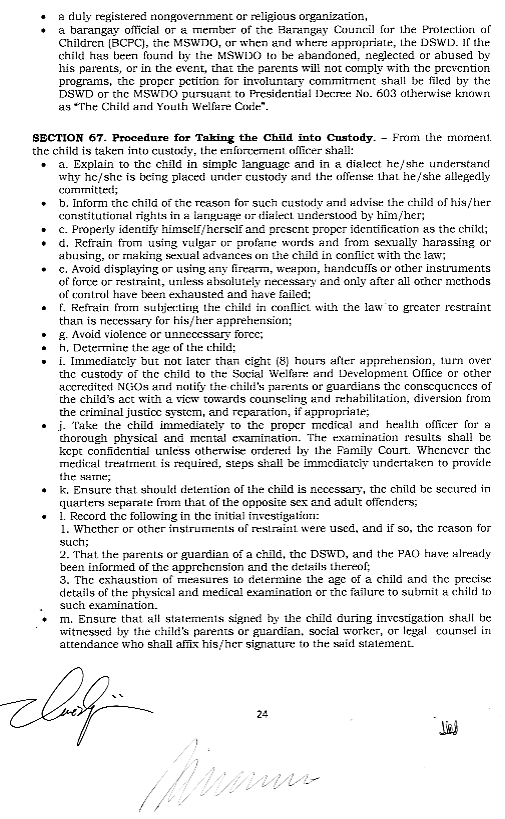 • a duly registered nongovernment or religious organization,
• a barangay official or a member of the Barangay Council for the Protection of
Children (BCPC), the MSWDO, or when and where appropriate, the DSWD. If the
child has been found by the MSWDO to be abandoned, neglected or abused by
his parents, or in the event, that the parents will not comply with the prevention
programs, the proper petition for involuntary commitment shall be filed by the
DSWD or the MSWDO pursuant to Presidential Decree No. 603 otherwise known
as "The Child and Youth Welfare Code".
SECTION 67. Procedure for Taking the Child into Custody. – From the moment
the child is taken into custody, the enforcement officer shall:
• a. Explain to the child in simple language and in a dialect he/she understand
why he/she is being placed under custody and the offense that he/she allegedly
committed;
• b. Inform the child of the reason for such custody and advise the child of his/her
constitutional rights in a language or dialect understood by him/her;
• c. Properly identify himself/herself and present proper identification as the child;
• d. Refrain from using vulgar or profane words and from sexually harassing or
abusing, or making sexual advances on the child in conflict with the law;
• e. Avoid displaying or using any firearm, weapon, handcuffs or other instruments
of force or restraint, unless absolutely necessary and only after all other methods
of control have been exhausted and have failed;
• f. Refrain from subjecting the child in conflict with the law to greater restraint
than is necessary for his/her apprehension;
• g. Avoid violence or unnecessary force;
• h. Determine the age of the child;
• i. Immediately but not later than eight (8) hours after apprehension, turn over
the custody of the child to the Social Welfare and Development Office or other
accredited NGOs and notify the child's parents or guardians the consequences of
the child's act with a view towards counseling and rehabilitation, diversion from
the criminal justice system, and reparation, if appropriate;
• j. Take the child immediately to the proper medical and health officer for a
thorough physical and mental examination. The examination results shall be
kept confidential unless otherwise ordered by the Family Court. Whenever the
medical treatment is required, steps shall be immediately undertaken to provide
the same;
• k. Ensure that should detention of the child is necessary, the child be secured in
quarters separate from that of the opposite sex and adult offenders;
• l. Record the following in the initial investigation:
1. Whether or other instruments of restraint were used, and if so, the reason for
such;
2. That the parents or guardian of a child, the DSWD, and the PAO have already
been informed of the apprehension and the details thereof;
3. The exhaustion of measures to determine the age of a child and the precise
details of the physical and medical examination or the failure to submit a child to
such examination.
• m. Ensure that all statements signed by the child during investigation shall be
witnessed by the child's parents or guardian, social worker, or legal counsel in
attendance who shall affix his/her signature to the said statement.
24